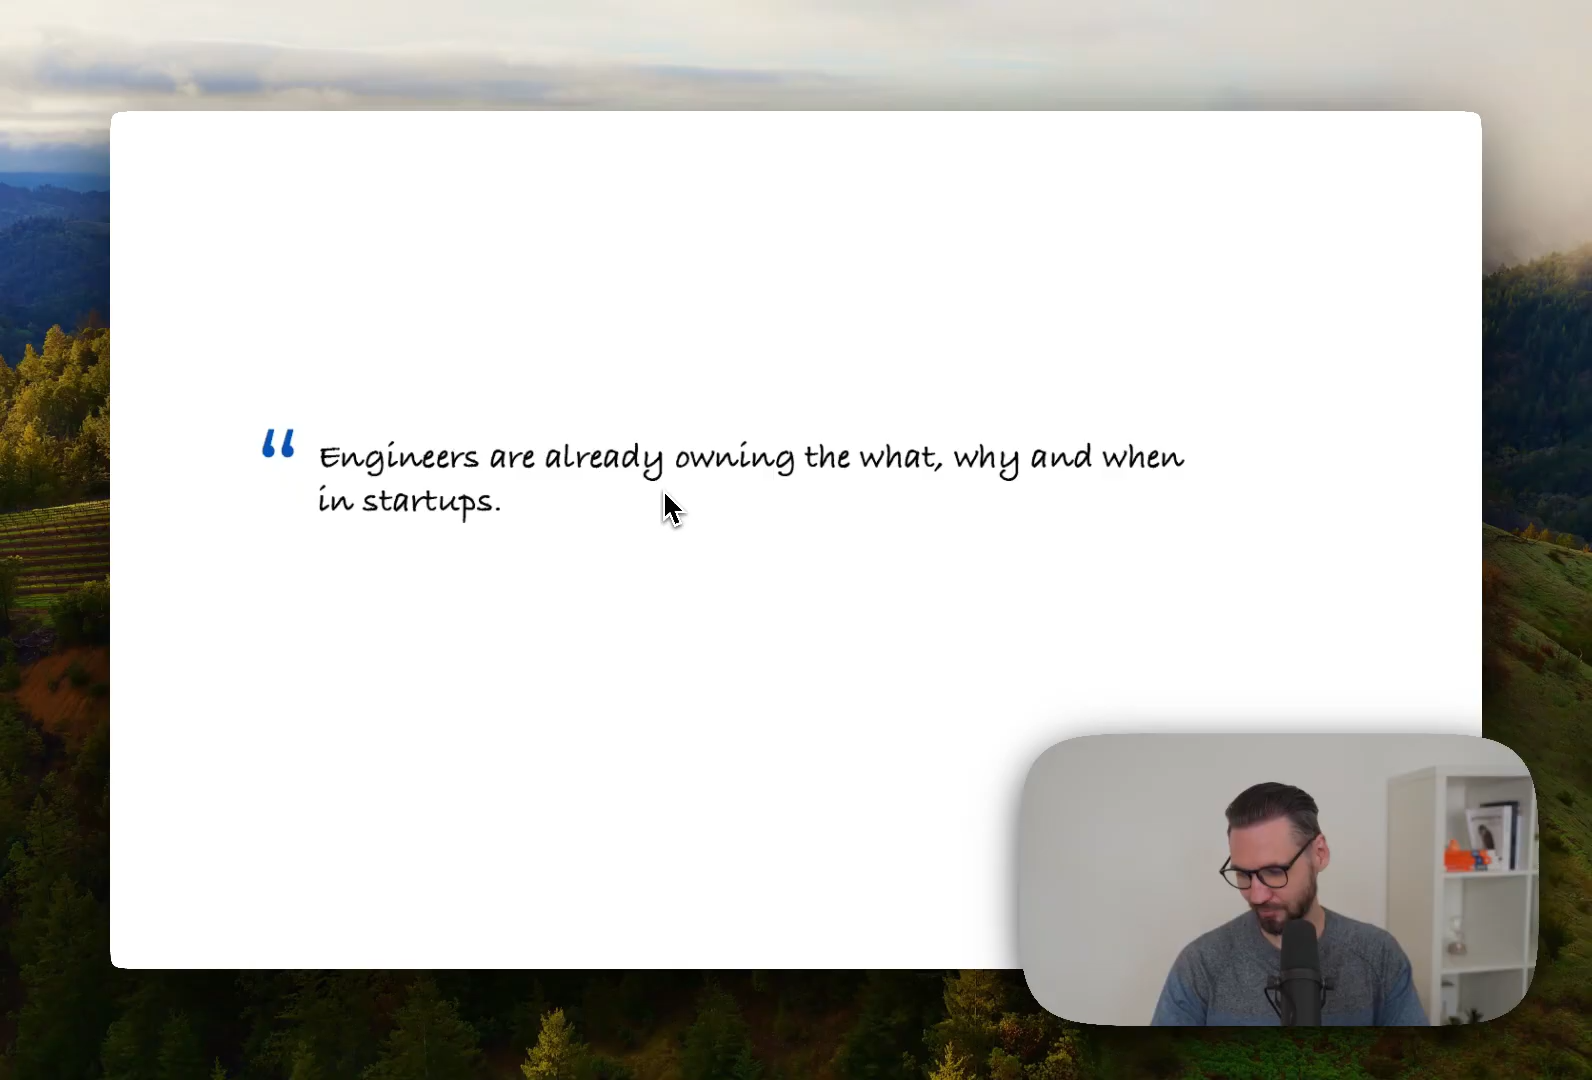 “ Engineers are already owning the what, why and when
in startups.